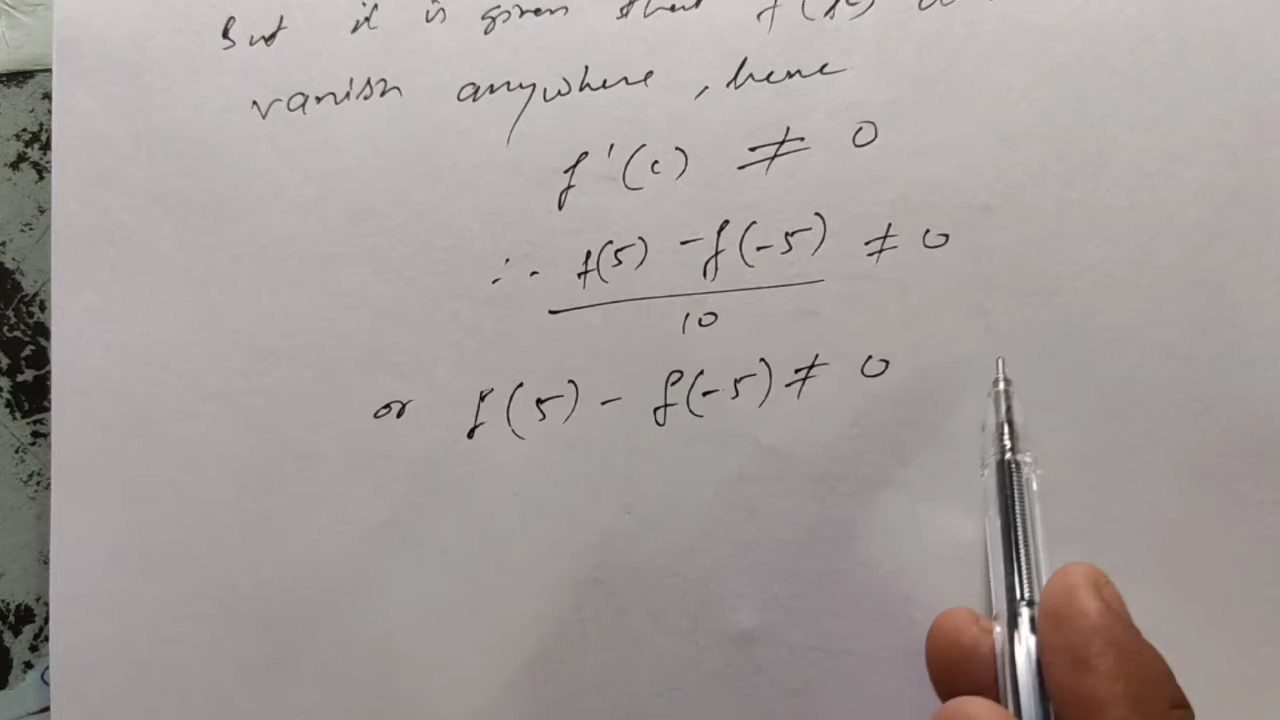 But it is given that f'(x)
vanish anywhere, hence
f'(c) ≠ 0
∴ f(5) - f(-5) / 10 ≠ 0
or f(5) - f(-5) ≠ 0